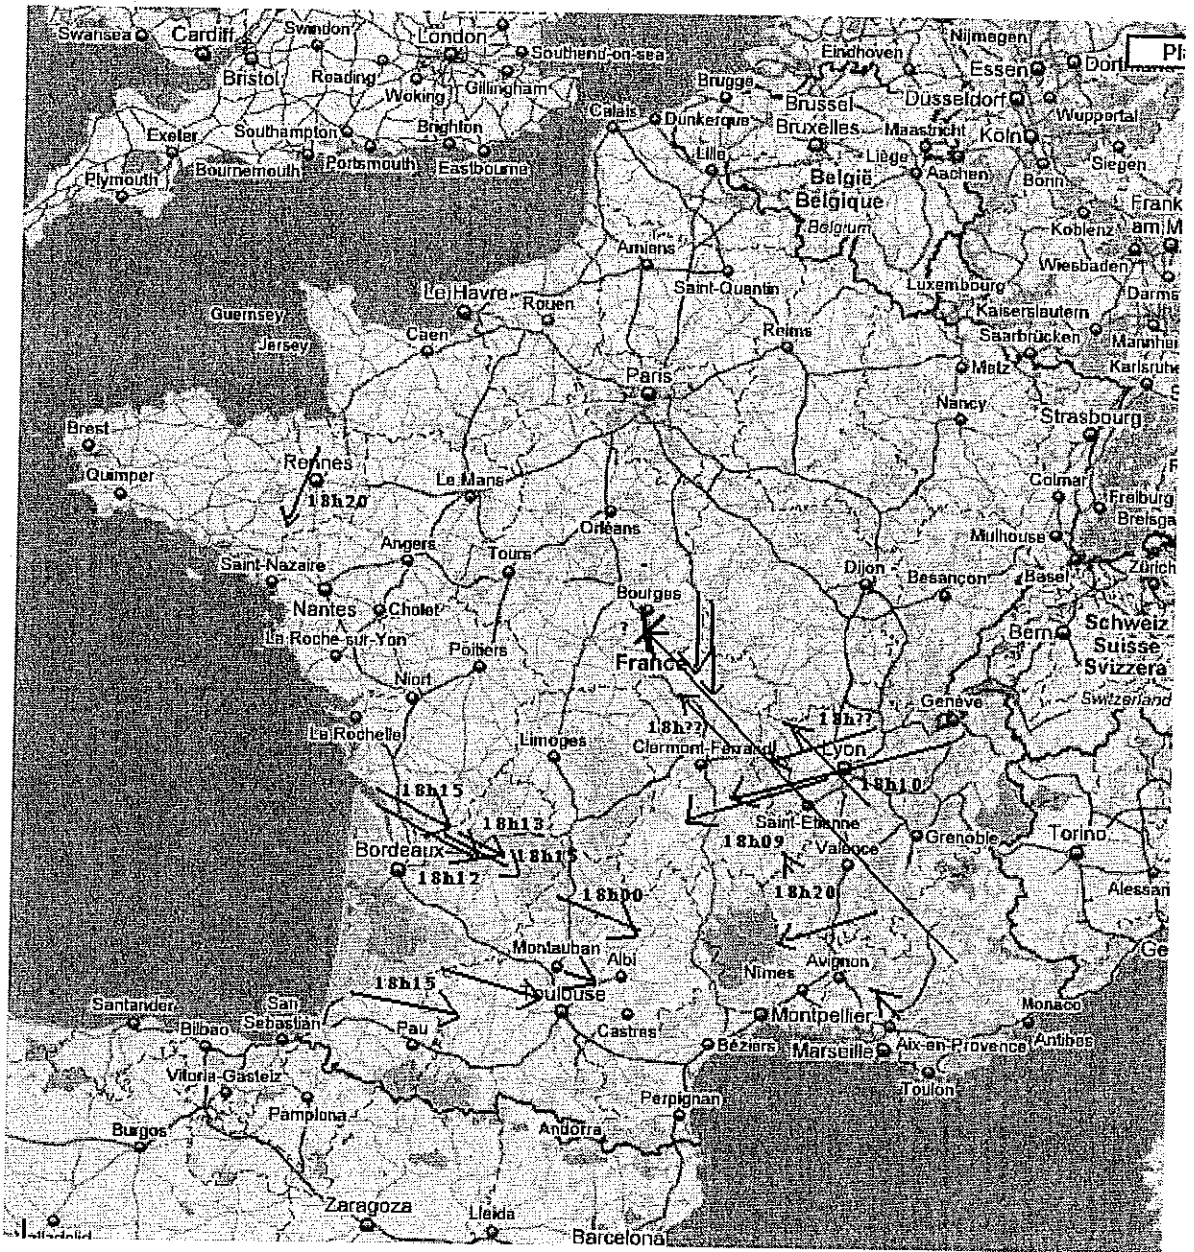 Swansea
Cardiff
Swindon
London
Southend-on-sea
Eindhoven
Nijmegen
Essen
Bristol
Reading
Woking
Gillingham
Brugge
Brussel
Düsseldorf
Calais
Dunkerque
Bruxelles
Maastricht
Köln
Wuppertal
Exeter
Southampton
Brighton
Lille
Liège
Siegen
Plymouth
Bournemouth
Portsmouth
Eastbourne
België
Aachen
Bonn
Belgique
Belgium
Koblenz
Amiens
Wiesbaden
Saint-Quentin
Luxembourg
Le Havre
Rouen
Guernsey
Kaiserslautern
Caen
Reims
Saarbrücken
Jersey
Paris
Metz
Karlsruhe
Nancy
Strasbourg
Brest
Rennes
Quimper
18h20
Le Mans
Colmar
Freiburg
Orléans
Breisga
Angers
Mulhouse
Saint-Nazaire
Tours
Dijon
Besançon
Basel
Zürich
Bourges
Nantes
Cholet
?
Schweiz
La Roche-sur-Yon
Bern
Suisse
Poitiers
France
Svizzera
Niort
Switzerland
Genève
La Rochelle
18h??
18h??
Limoges
Clermont-Ferrand
Lyon
18h15
18h10
18h13
Saint-Etienne
Grenoble
Torino
Bordeaux
18h15
18h09
Valence
18h12
18h00
18h20
Alessan
Montauban
Albi
Nîmes
Avignon
Ge
18h15
Toulouse
Santander
San
Sebastián
Bilbao
Pau
Castres
Montpellier
Monaco
Béziers
Marseille
Aix-en-Provence
Antibes
Vitoria-Gasteiz
Toulon
Pamplona
Perpignan
Burgos
Andorra
Zaragoza
Lleida
Barcelona